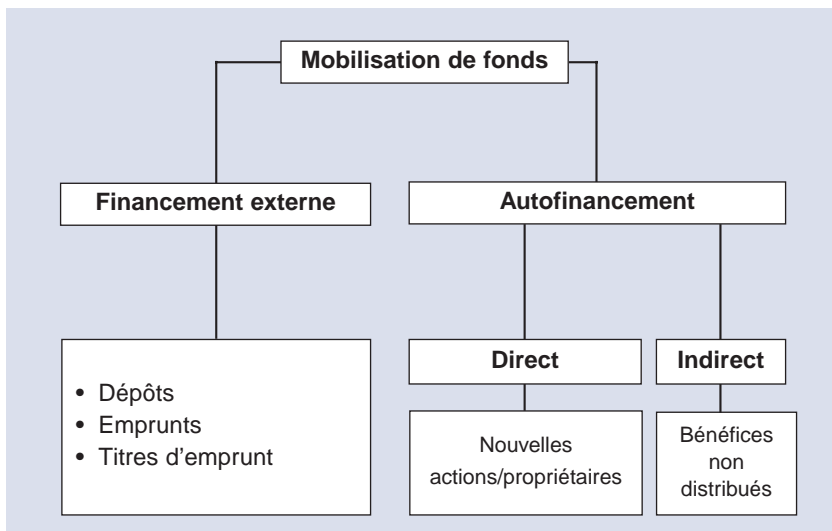 Mobilisation de fonds
Financement externe
Autofinancement
• Dépôts
• Emprunts
• Titres d'emprunt
Direct
Indirect
Nouvelles
actions/propriétaires
Bénéfices
non
distribués